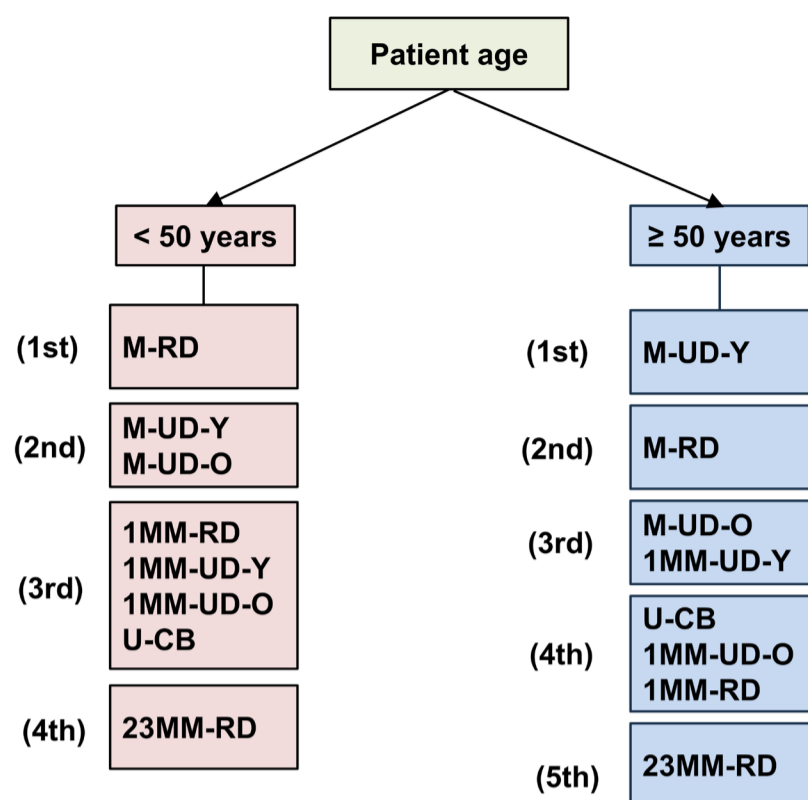 Patient age
< 50 years
(1st)
M-RD
(2nd)
M-UD-Y
M-UD-O
(3rd)
1MM-RD
1MM-UD-Y
1MM-UD-O
U-CB
(4th)
23MM-RD
≥ 50 years
(1st)
M-UD-Y
(2nd)
M-RD
(3rd)
M-UD-O
1MM-UD-Y
(4th)
U-CB
1MM-UD-O
1MM-RD
(5th)
23MM-RD